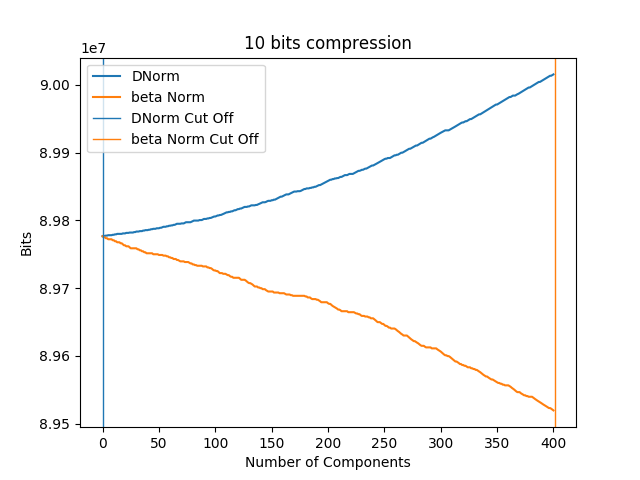 10 bits compression
1e7
DNorm
beta Norm
DNorm Cut Off
beta Norm Cut Off
9.00
8.99
8.98
8.97
8.96
8.95
Bits
0 50 100 150 200 250 300 350 400
Number of Components